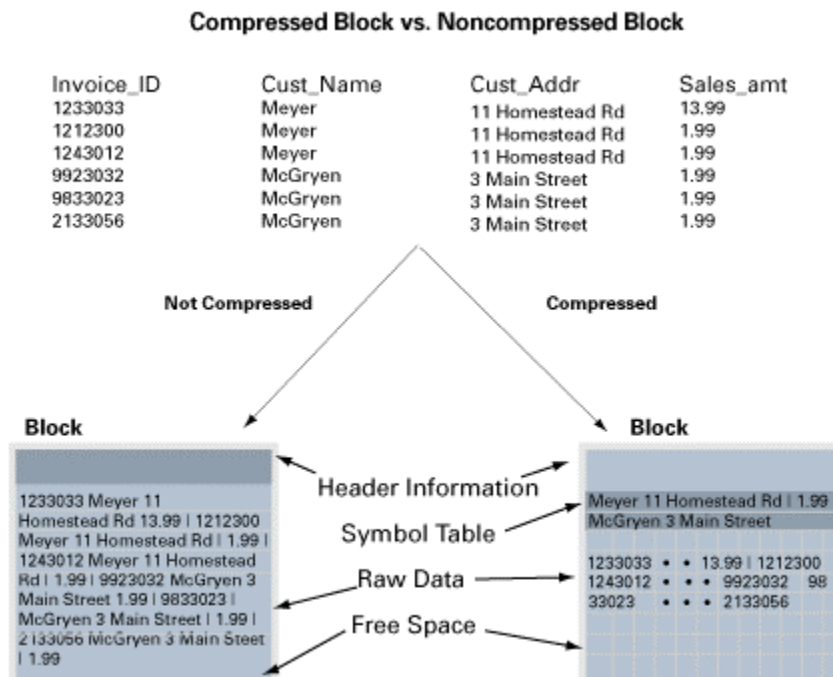 Compressed Block vs. Noncompressed Block
Invoice_ID Cust_Name Cust_Addr Sales_amt
1233033 Meyer 11 Homestead Rd 13.99
1212300 Meyer 11 Homestead Rd 1.99
1243012 Meyer 11 Homestead Rd 1.99
9923032 McGryen 3 Main Street 1.99
9833023 McGryen 3 Main Street 1.99
2133056 McGryen 3 Main Street 1.99
Not Compressed
Compressed
Block
1233033 Meyer 11
Homestead Rd 13.99 | 1212300
Meyer 11 Homestead Rd | 1.99 |
1243012 Meyer 11 Homestead
Rd | 1.99 | 9923032 McGryen 3
Main Street 1.99 | 9833023 |
McGryen 3 Main Street | 1.99 |
2133056 McGryen 3 Main Steet
| 1.99
Header Information
Symbol Table
Raw Data
Free Space
Block
Meyer 11 Homestead Rd | 1.99
McGryen 3 Main Street
1233033 • • 13.99 | 1212300
1243012 • • • 9923032 98
33023 • • • 2133056